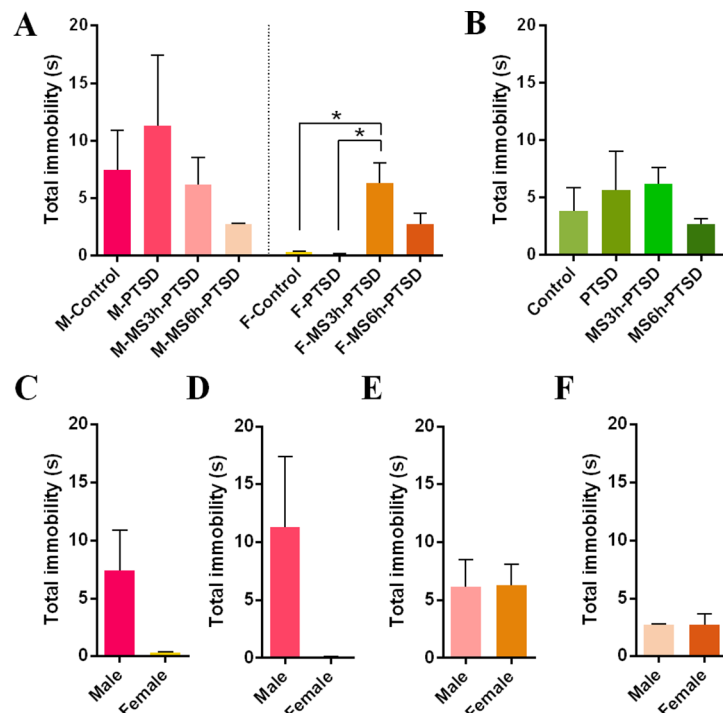 A
Total immobility (s)
20
15
10
5
0
* 
*
M-Control
M-PTSD
M-MS3h-PTSD
M-MS6h-PTSD
F-Control
F-PTSD
F-MS3h-PTSD
F-MS6h-PTSD
B
Total immobility (s)
20
15
10
5
0
Control
PTSD
MS3h-PTSD
MS6h-PTSD
C
Total immobility (s)
20
15
10
5
0
Male
Female
D
Total immobility (s)
20
15
10
5
0
Male
Female
E
Total immobility (s)
20
15
10
5
0
Male
Female
F
Total immobility (s)
20
15
10
5
0
Male
Female